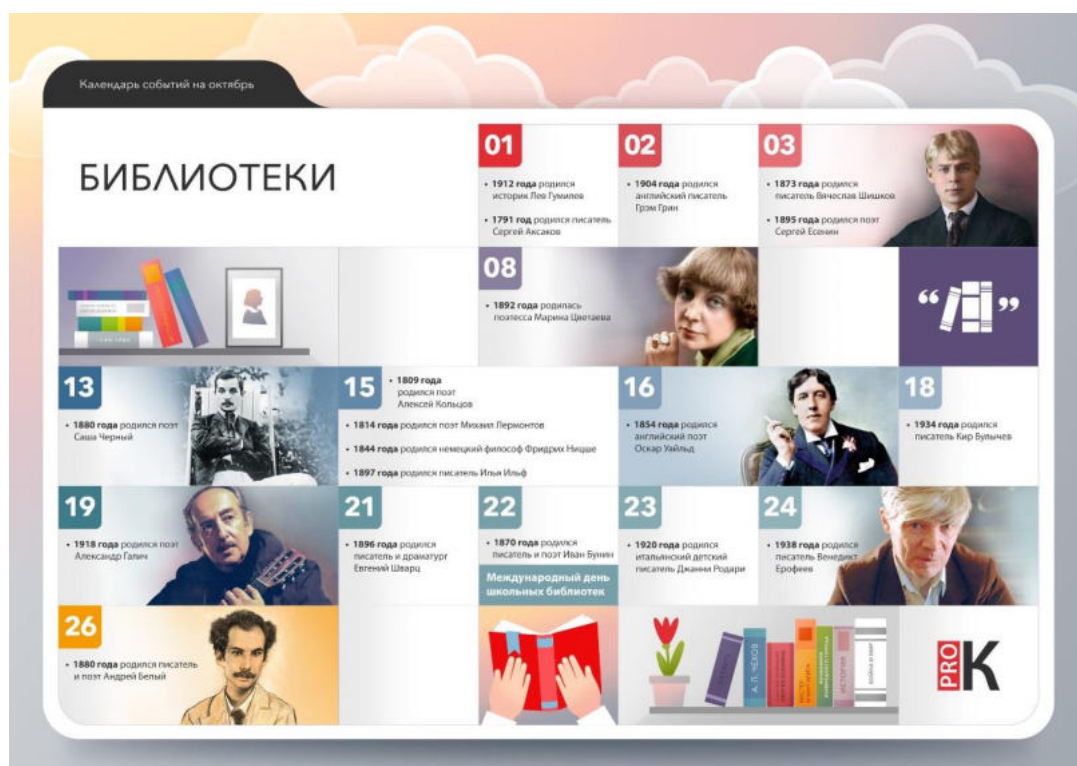 Календарь событий на октябрь
БИБЛИОТЕКИ
01
• 1912 года родился
историк Лев Гумилев
• 1791 год родился писатель
Сергей Аксаков
02
• 1904 года родился
английский писатель
Грэм Грин
03
• 1873 года родился
писатель Вячеслав Шишков
• 1895 года родился поэт
Сергей Есенин
08
• 1892 года родилась
поэтесса Марина Цветаева
“ ”
13
• 1880 года родился поэт
Саша Черный
15
• 1809 года
родился поэт
Алексей Кольцов
• 1814 года родился поэт Михаил Лермонтов
• 1844 года родился немецкий философ Фридрих Ницше
• 1897 года родился писатель Илья Ильф
16
• 1854 года родился
английский поэт
Оскар Уайльд
18
• 1934 года родился
писатель Кир Булычев
19
• 1918 года родился поэт
Александр Галич
21
• 1896 года родился
писатель и драматург
Евгений Шварц
22
• 1870 года родился
писатель и поэт Иван Бунин
Международный день
школьных библиотек
23
• 1920 года родился
итальянский детский
писатель Джанни Родари
24
• 1938 года родился
писатель Венедикт
Ерофеев
26
• 1880 года родился писатель
и поэт Андрей Белый
А. П. ЧЕХОВ
ИСТОРИЯ
ВОЙНА И МИР
PRO К